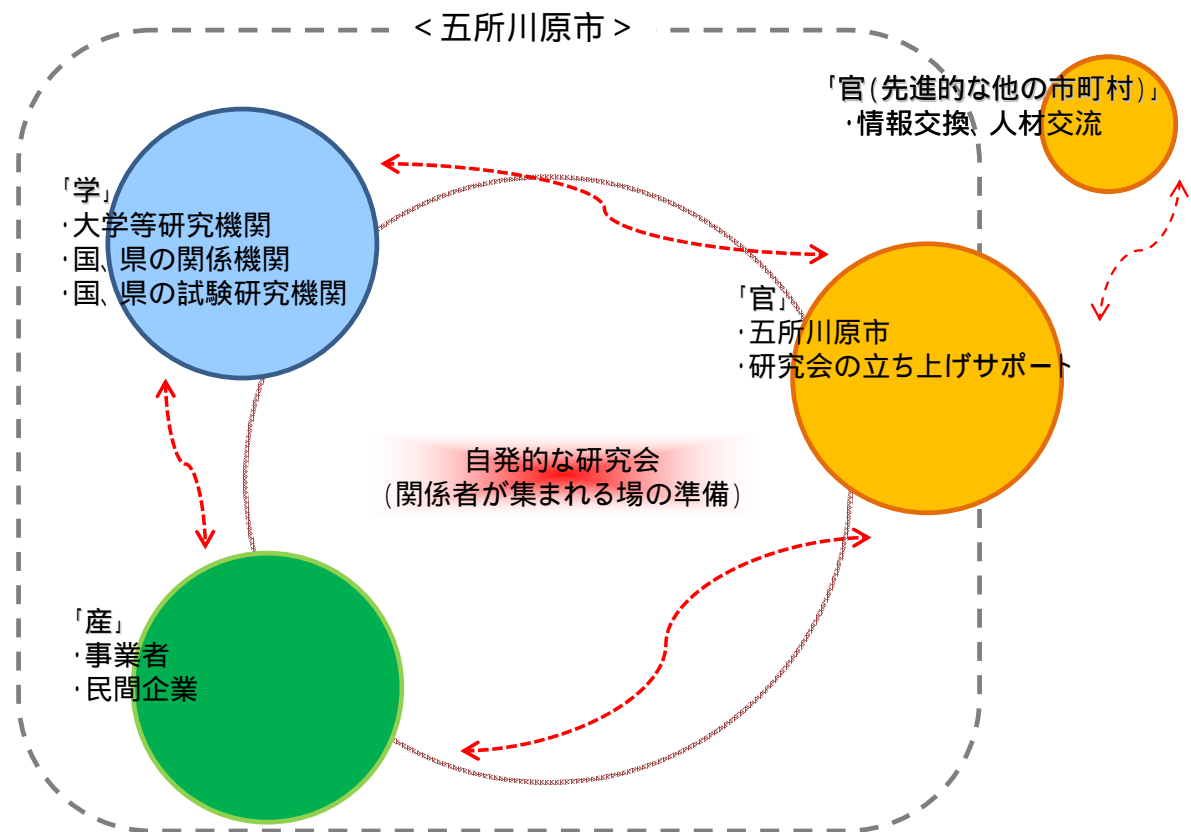 <五所川原市>
「官(先進的な他の市町村)」
・情報交換、人材交流
「学」
・大学等研究機関
・国、県の関係機関
・国、県の試験研究機関
「官」
・五所川原市
・研究会の立ち上げサポート
自発的な研究会
(関係者が集まれる場の準備)
「産」
・事業者
・民間企業